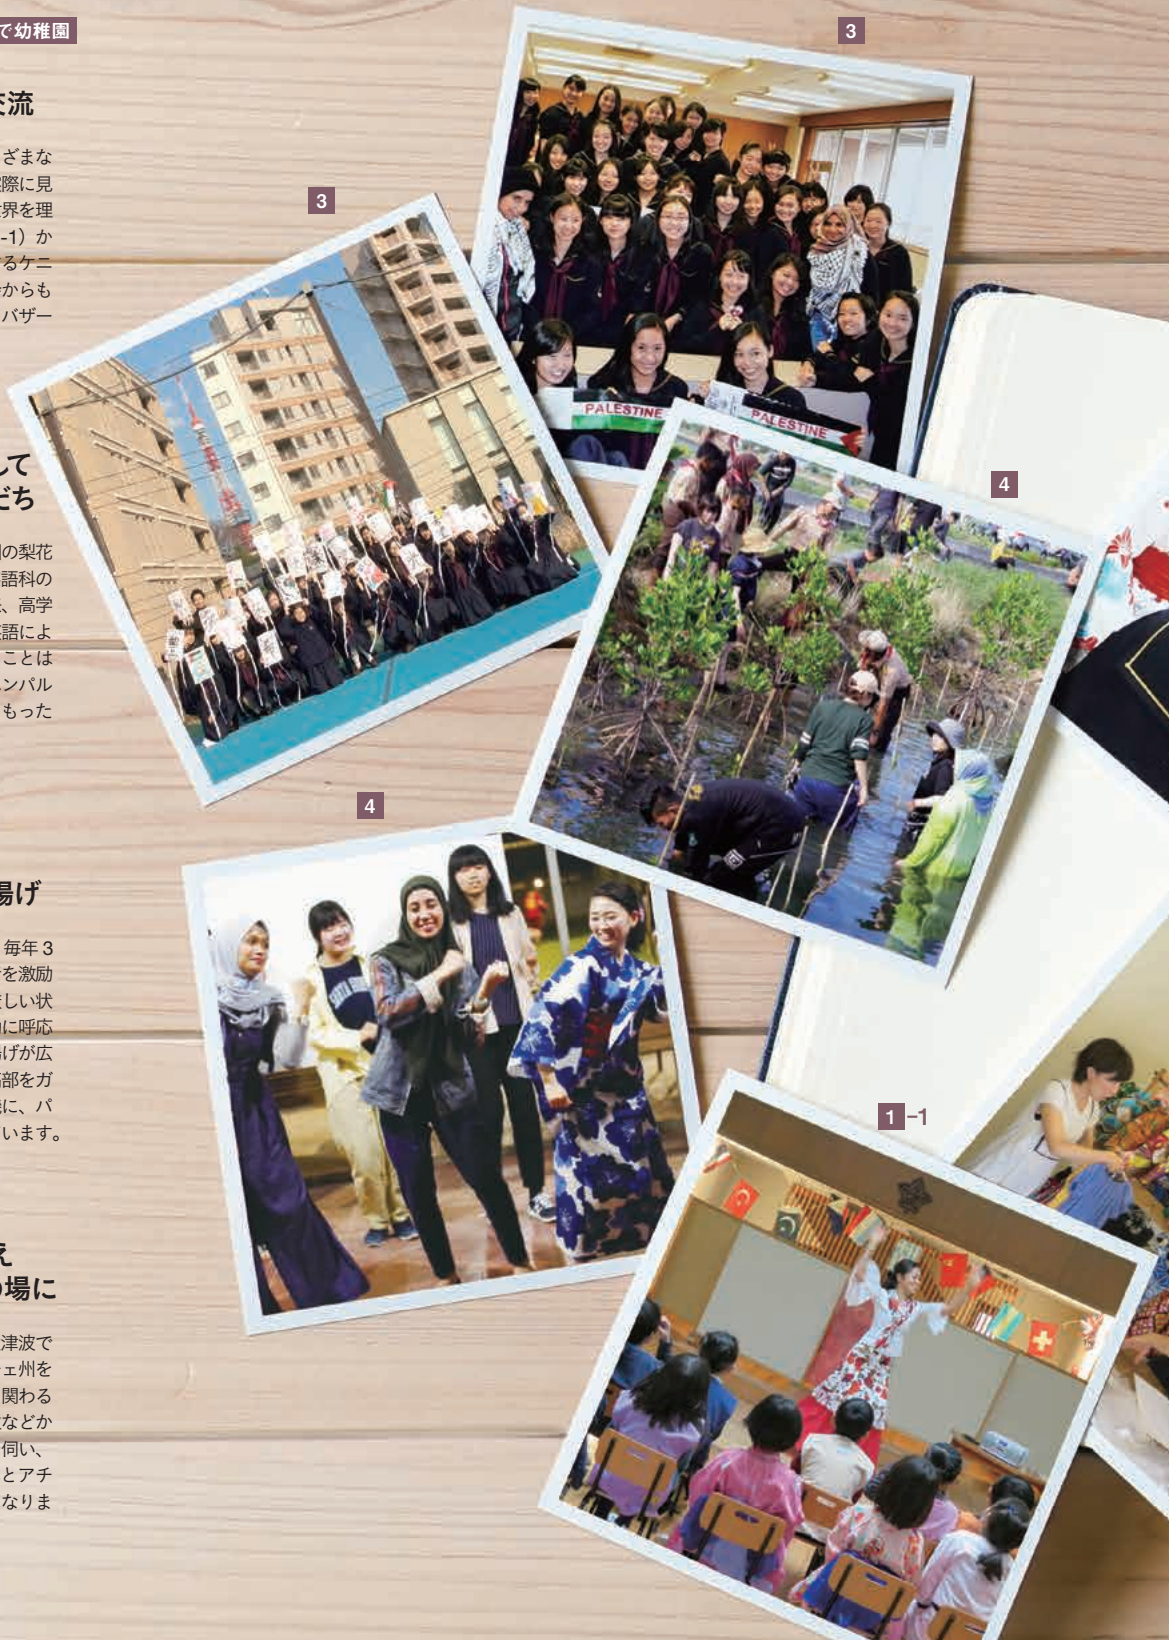 で幼稚園
交流
ざまな
実際に見
世界を理
-1）か
るケニ
からも
バザー
して
だち
の梨花
語科の
、高学
英語によ
ことは
ンパル
もった
揚げ
毎年 3
を激励
厳しい状
に呼応
揚げが広
部をガ
に、パ
います。
え
の場に
津波で
ェ州を
関わる
などか
伺い、
とアチ
なりま
3
3
PALESTINE
PALESTINE
4
4
1 -1